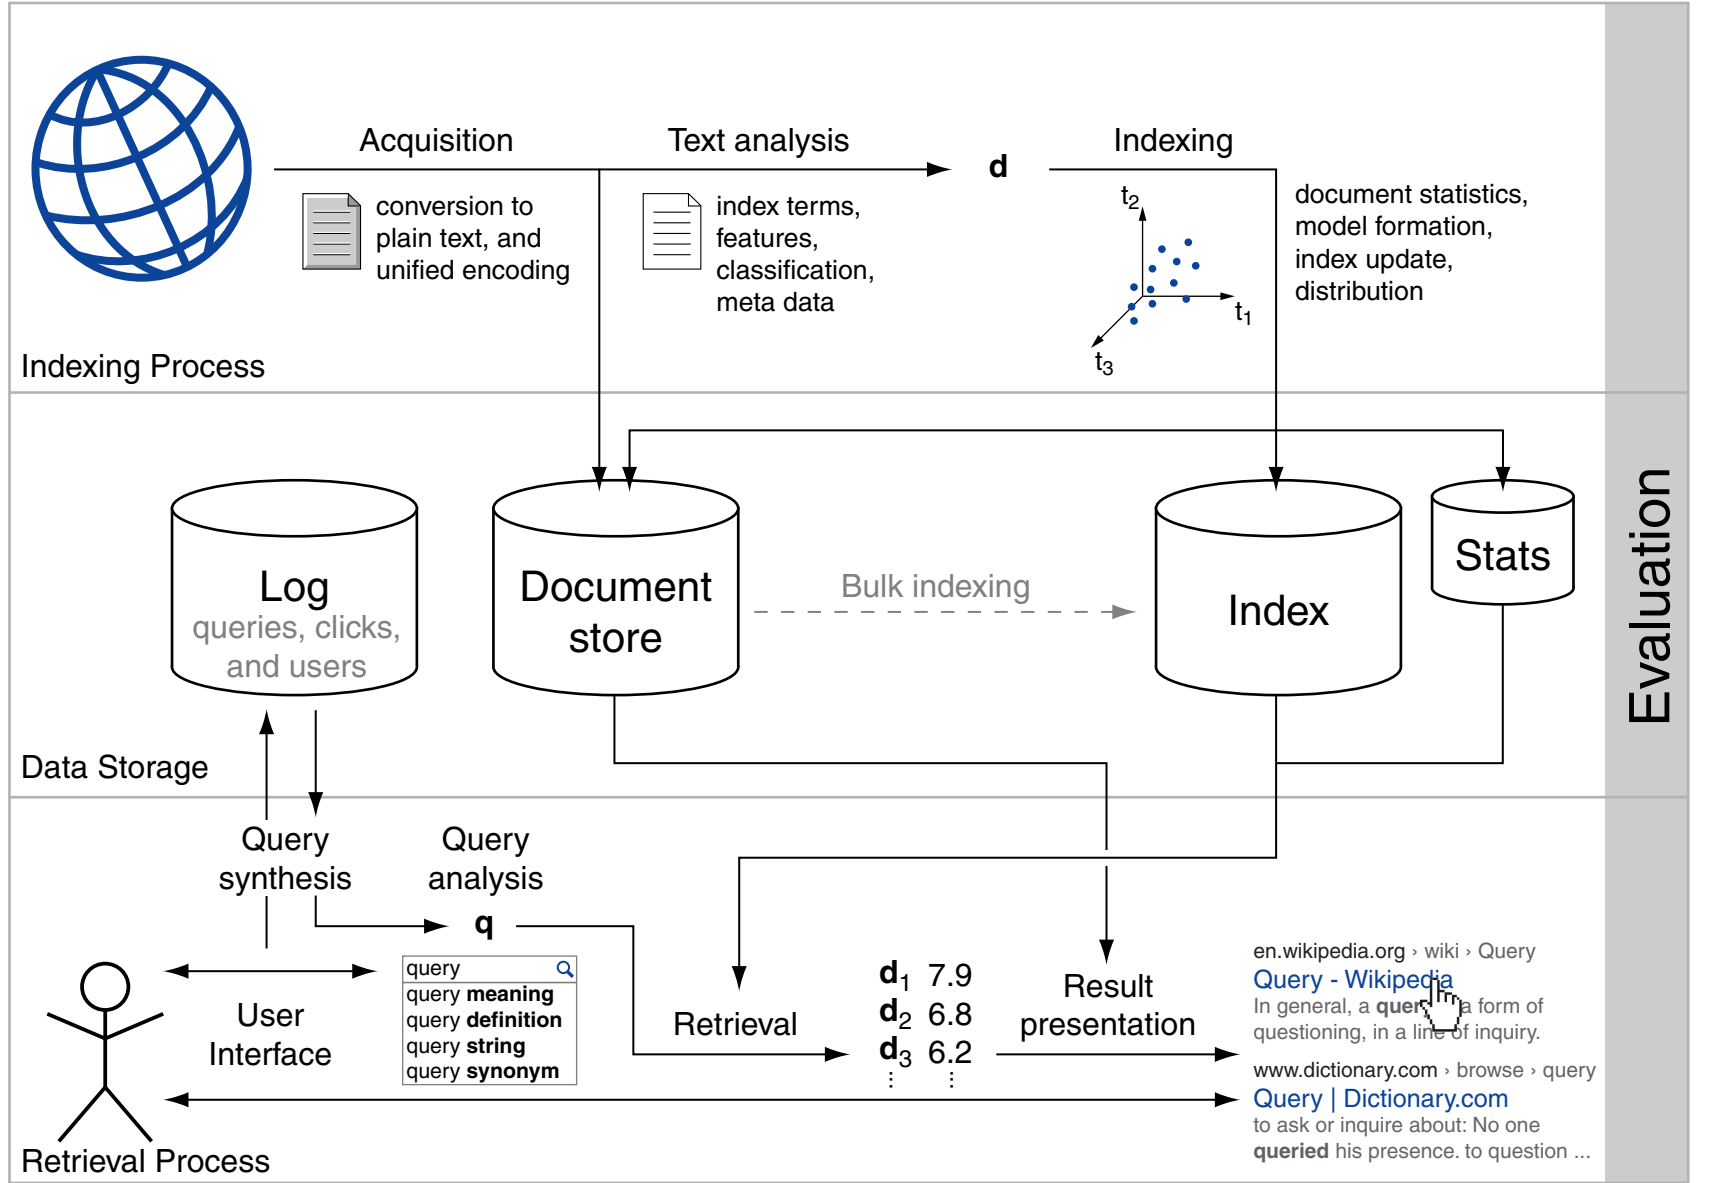 Acquisition
conversion to
plain text, and
unified encoding
Text analysis
index terms,
features,
classification,
meta data
d
Indexing
t2
t1
t3
document statistics,
model formation,
index update,
distribution
Indexing Process
Log
queries, clicks,
and users
Document
store
Bulk indexing
Index
Stats
Data Storage
Evaluation
Query
synthesis
Query
analysis
q
User
Interface
query
query meaning
query definition
query string
query synonym
Retrieval
d1 7.9
d2 6.8
d3 6.2
⋮ ⋮
Result
presentation
en.wikipedia.org › wiki › Query
Query - Wikipedia
In general, a a form of
questioning, in a line of inquiry.
www.dictionary.com › browse › query
Query | Dictionary.com
to ask or inquire about: No one
queried his presence. to question ...
Retrieval Process